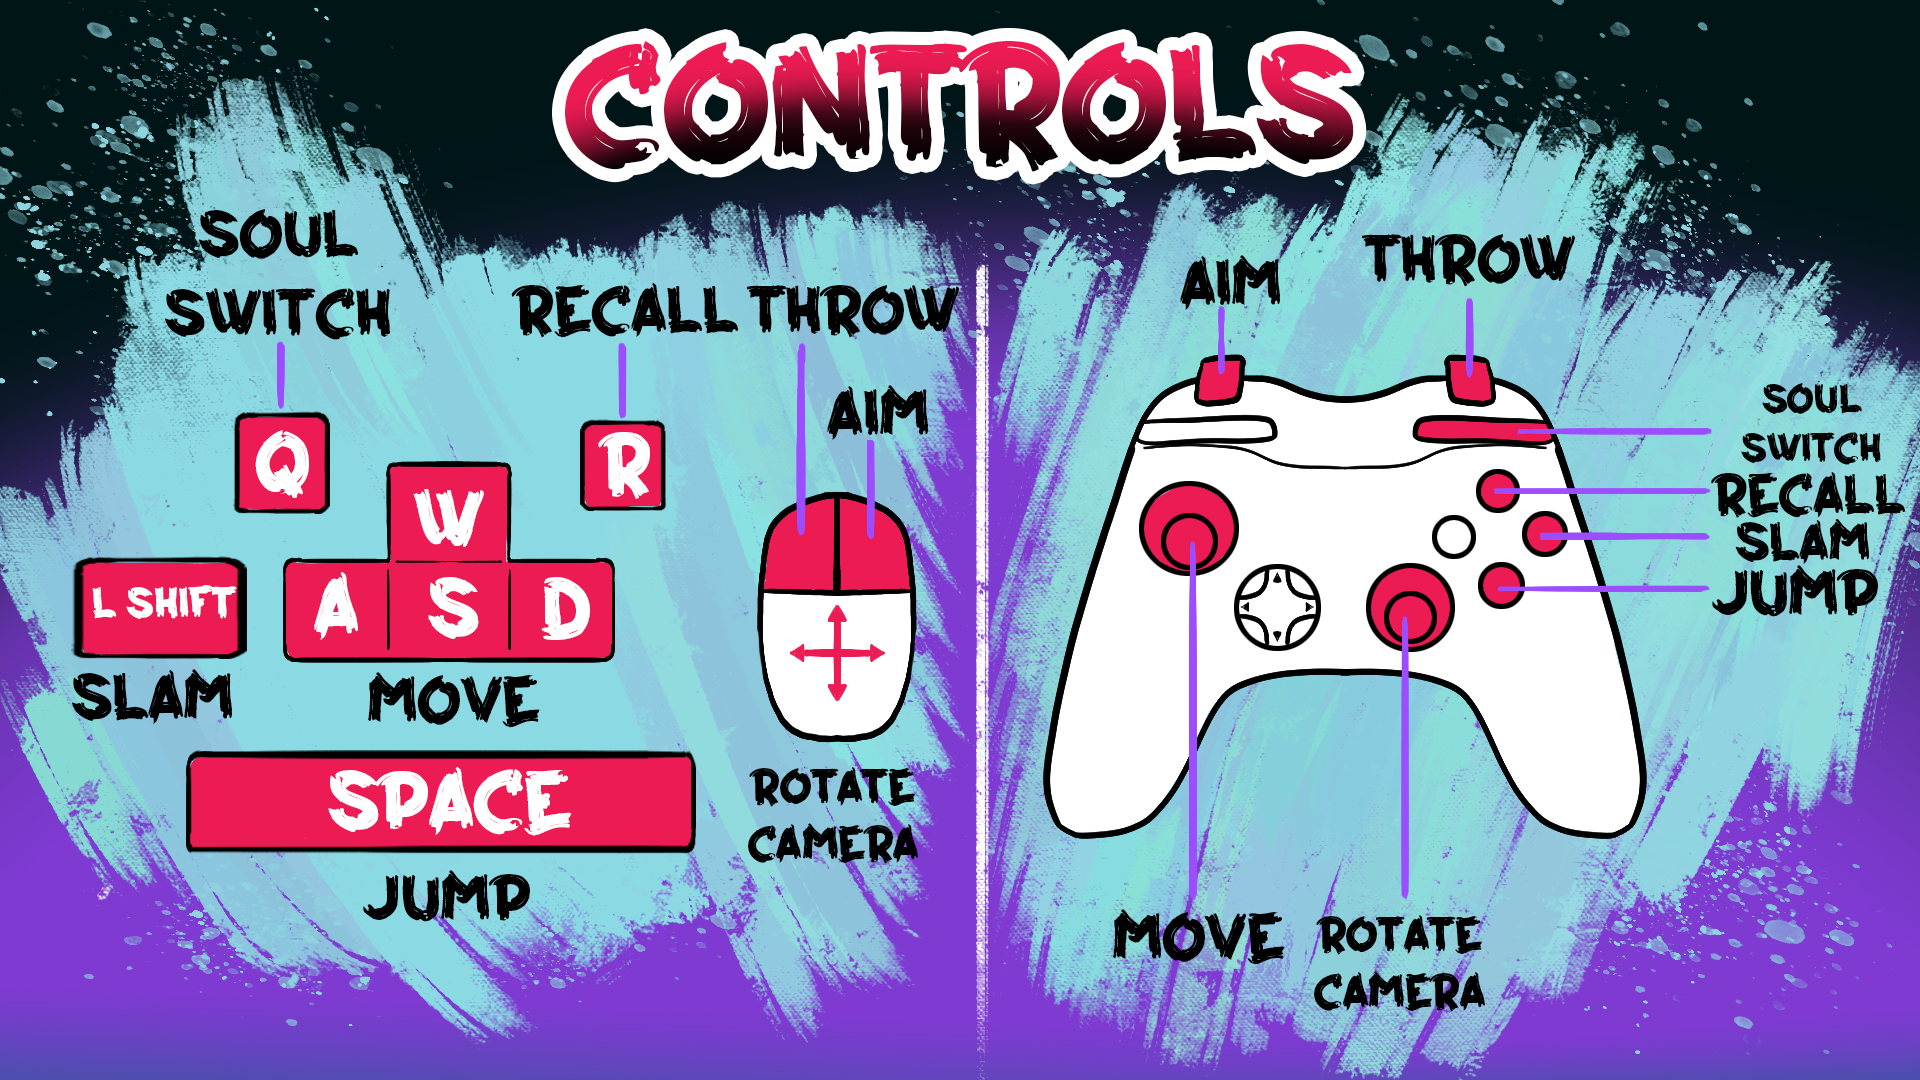 CONTROLS
SOUL
SWITCH
RECALL
THROW
AIM
Q
R
W
L SHIFT
A
S
D
SLAM
MOVE
SPACE
JUMP
ROTATE
CAMERA
AIM
THROW
SOUL
SWITCH
RECALL
SLAM
JUMP
MOVE
ROTATE
CAMERA